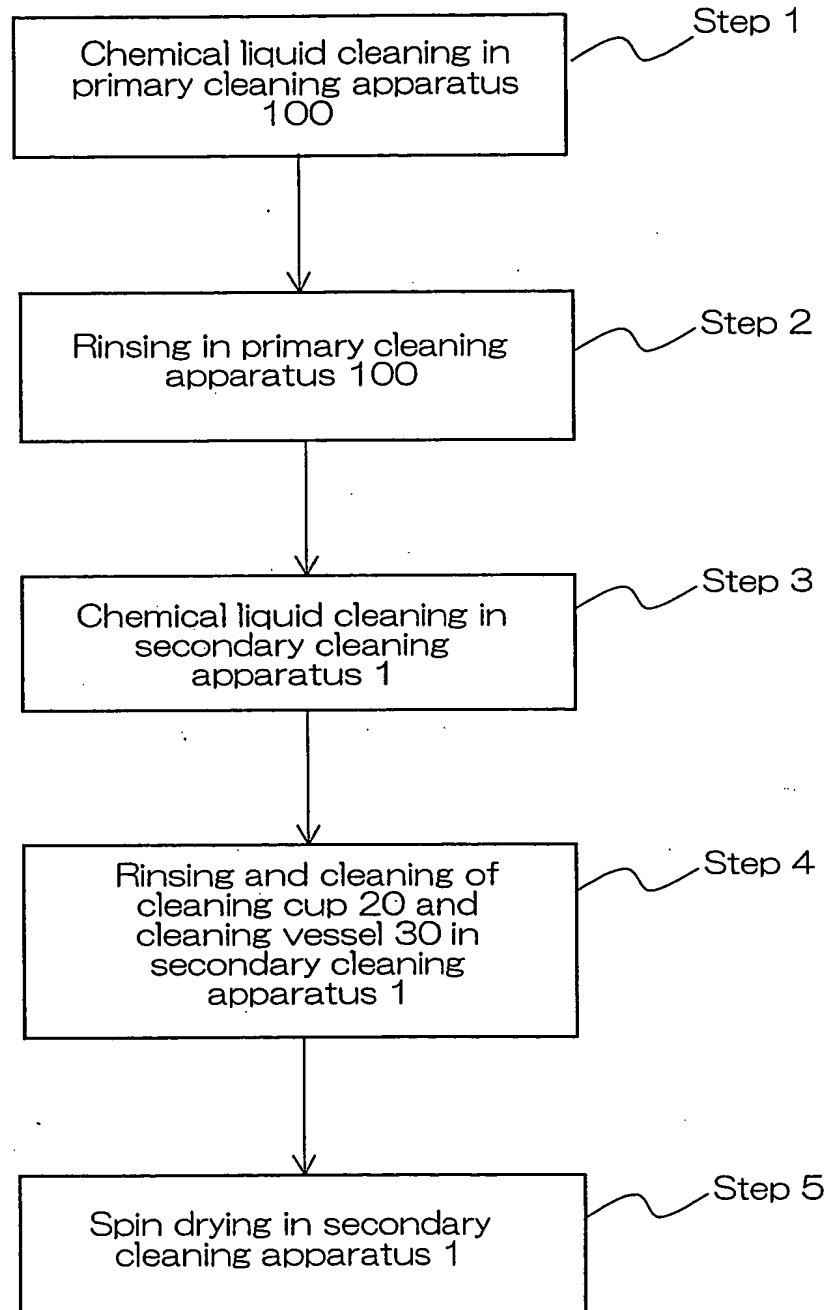 Step 1
Chemical liquid cleaning in
primary cleaning apparatus
100
Step 2
Rinsing in primary cleaning
apparatus 100
Step 3
Chemical liquid cleaning in
secondary cleaning
apparatus 1
Step 4
Rinsing and cleaning of
cleaning cup 20 and
cleaning vessel 30 in
secondary cleaning
apparatus 1
Step 5
Spin drying in secondary
cleaning apparatus 1